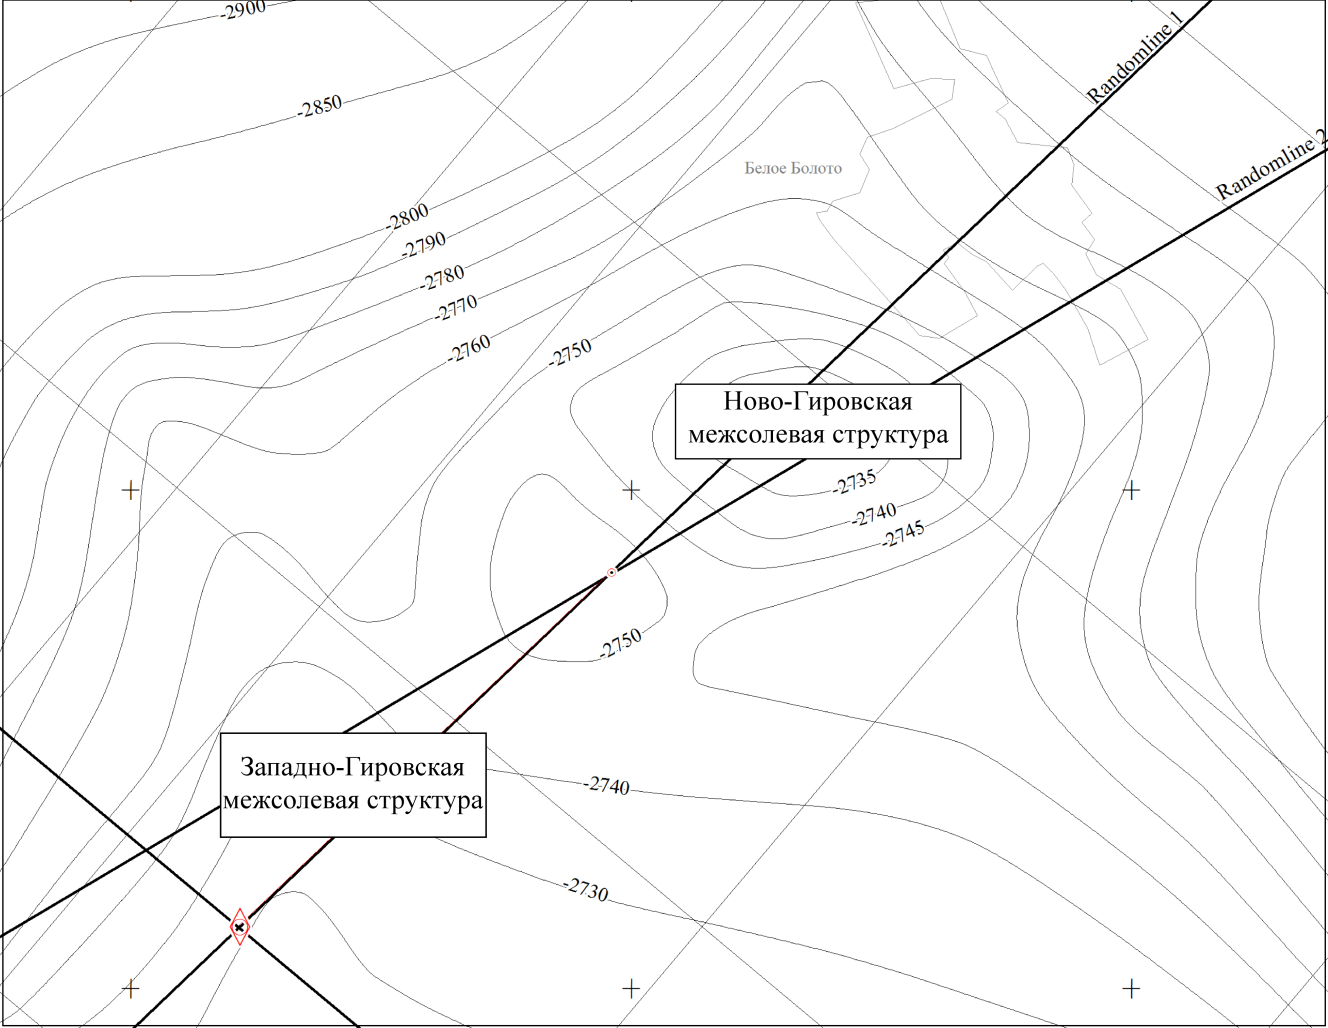 -2900
Randomline 1
-2850
Randomline 2
Белое Болото
-2800
-2790
-2780
-2770
-2760
-2750
Ново-Гировская
межсолевая структура
-2735
-2740
-2745
-2750
Западно-Гировская
межсолевая структура
-2740
-2730